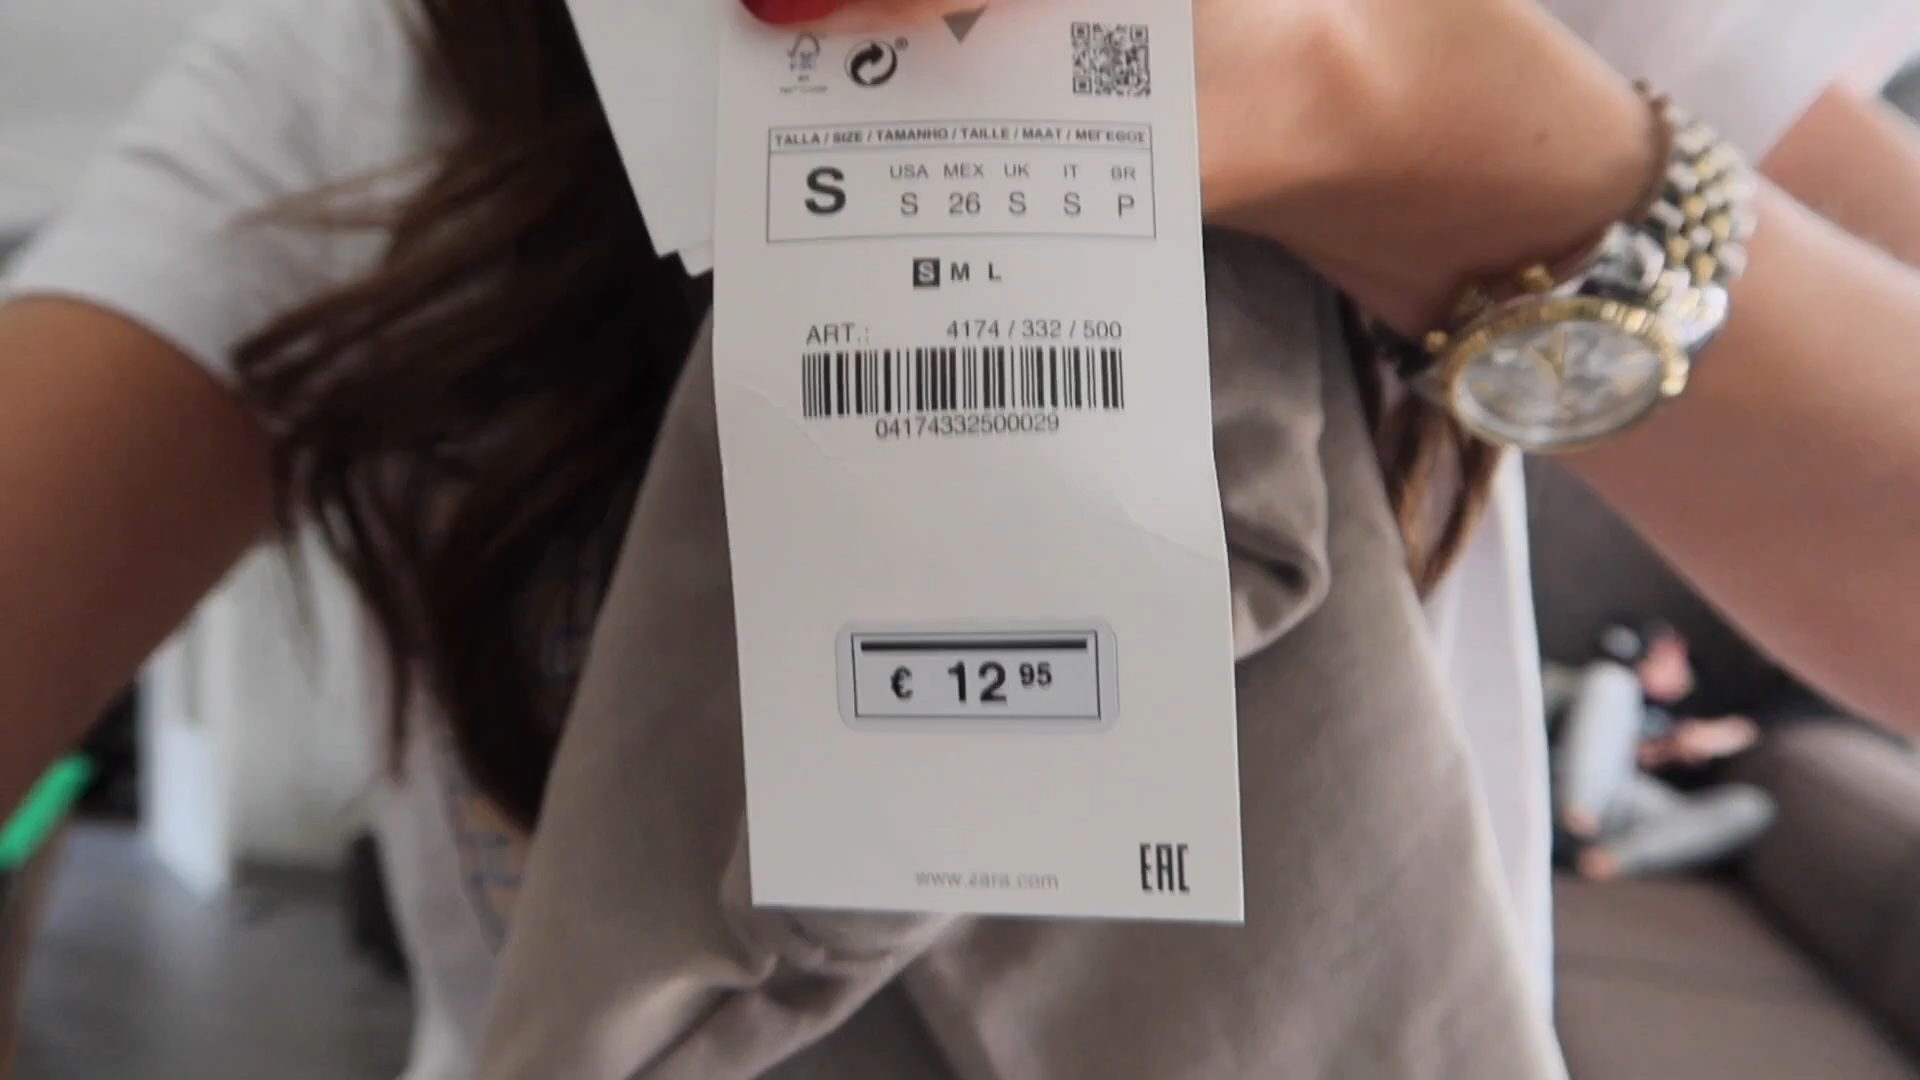 TALLA / SIZE / TAMANHO / TAILLE / MAAT / ΜΕΓΕΘΟΣ
S
USA MEX UK IT BR
S 26 S S P
S M L
ART.: 4174 / 332 / 500
04174332500029
€ 12 95
www.zara.com
EAC